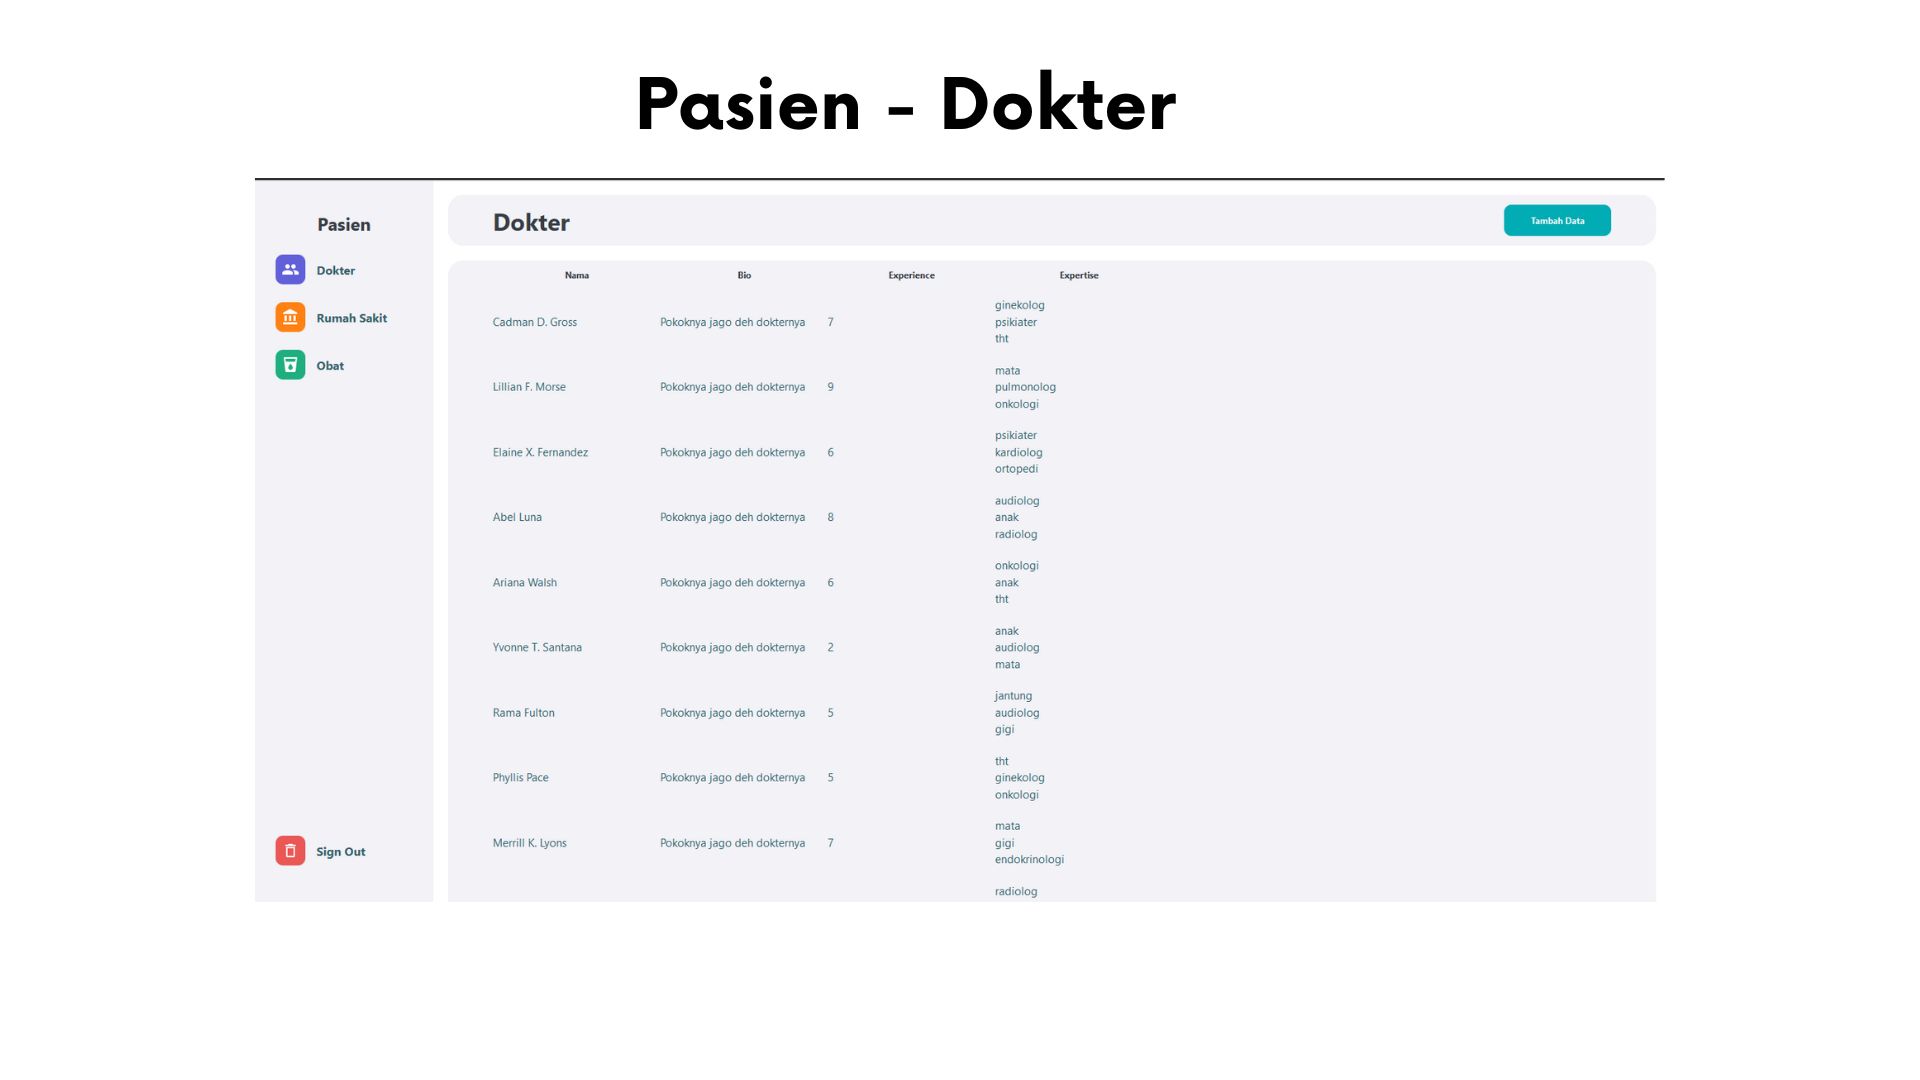 Pasien - Dokter
Pasien
Dokter
Rumah Sakit
Obat
Sign Out
Dokter
Tambah Data
Nama Bio Experience Expertise
ginekolog
Cadman D. Gross Pokoknya jago deh dokternya 7 psikiater
tht
mata
Lillian F. Morse Pokoknya jago deh dokternya 9 pulmonolog
onkologi
psikiater
Elaine X. Fernandez Pokoknya jago deh dokternya 6 kardiolog
ortopedi
audiolog
Abel Luna Pokoknya jago deh dokternya 8 anak
radiolog
onkologi
Ariana Walsh Pokoknya jago deh dokternya 6 anak
tht
anak
Yvonne T. Santana Pokoknya jago deh dokternya 2 audiolog
mata
jantung
Rama Fulton Pokoknya jago deh dokternya 5 audiolog
gigi
tht
Phyllis Pace Pokoknya jago deh dokternya 5 ginekolog
onkologi
mata
Merrill K. Lyons Pokoknya jago deh dokternya 7 gigi
endokrinologi
radiolog